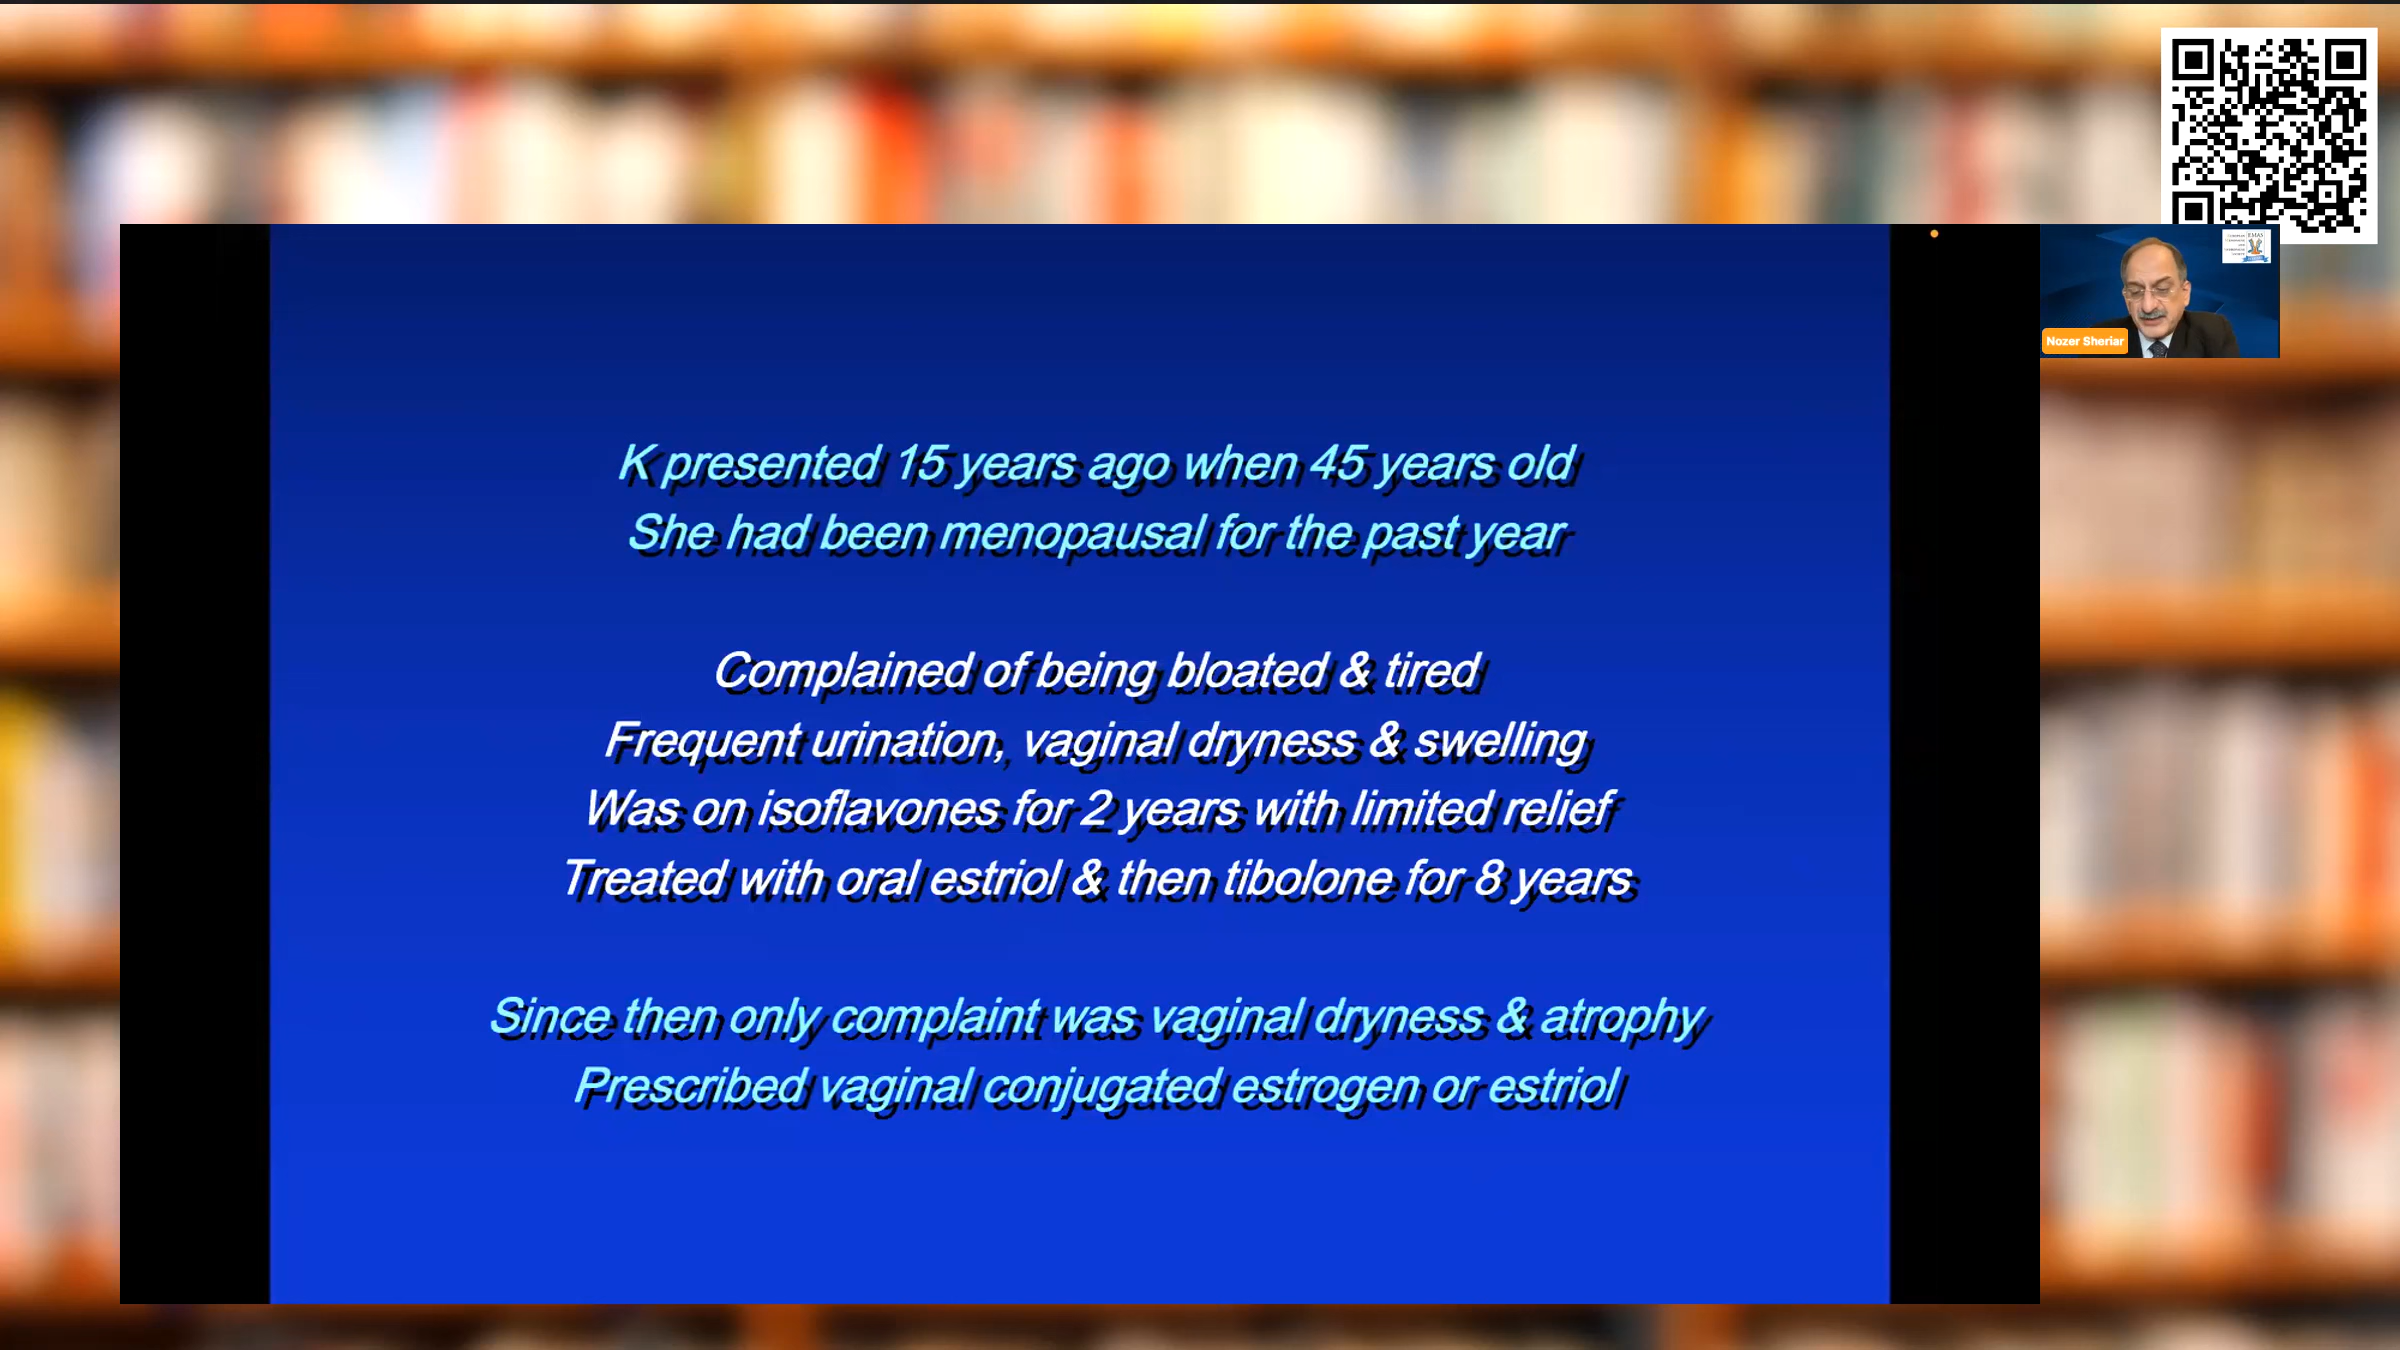 K presented 15 years ago when 45 years old
She had been menopausal for the past year
Complained of being bloated & tired
Frequent urination, vaginal dryness & swelling
Was on isoflavones for 2 years with limited relief
Treated with oral estriol & then tibolone for 8 years
Since then only complaint was vaginal dryness & atrophy
Prescribed vaginal conjugated estrogen or estriol
EMAS
Nozer Sheriar